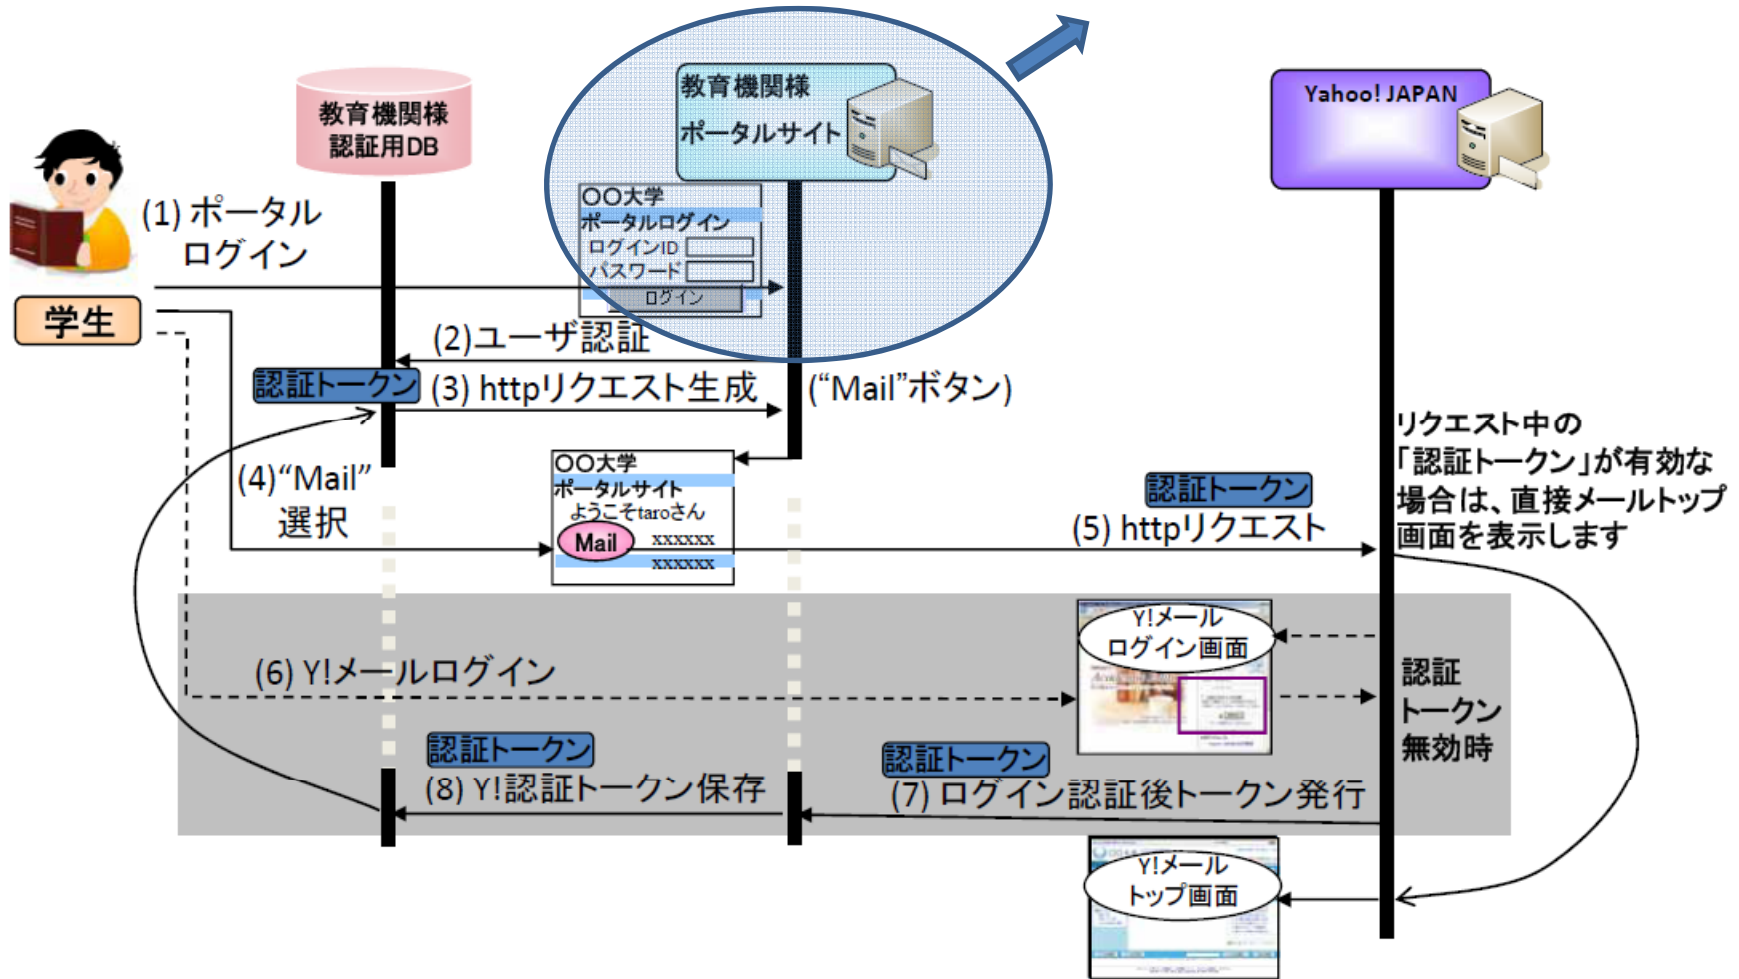 教育機関様
認証用DB
教育機関様
ポータルサイト
Yahoo! JAPAN
(1) ポータル
ログイン
学生
〇〇大学
ポータルログイン
ログインID
パスワード
ログイン
(2)ユーザ認証
認証トークン
(3) httpリクエスト生成
(“Mail”ボタン)
(4)“Mail”
選択
〇〇大学
ポータルサイト
ようこそtaroさん
Mail
xxxxxx
xxxxxx
認証トークン
(5) httpリクエスト
リクエスト中の
「認証トークン」が有効な
場合は、直接メールトップ
画面を表示します
Y!メール
ログイン画面
(6) Y!メールログイン
認証
トークン
無効時
認証トークン
(7) ログイン認証後トークン発行
認証トークン
(8) Y!認証トークン保存
Y!メール
トップ画面